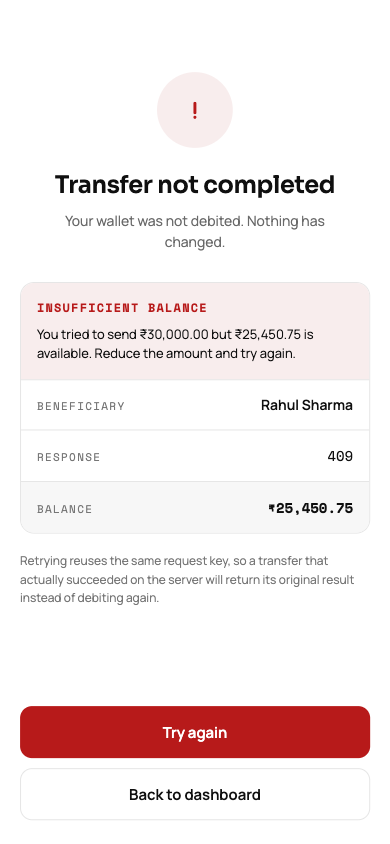 !
Transfer not completed
Your wallet was not debited. Nothing has
changed.
INSUFFICIENT BALANCE
You tried to send ₹30,000.00 but ₹25,450.75 is
available. Reduce the amount and try again.
BENEFICIARY Rahul Sharma
RESPONSE 409
BALANCE ₹25,450.75
Retrying reuses the same request key, so a transfer that
actually succeeded on the server will return its original result
instead of debiting again.
Try again
Back to dashboard